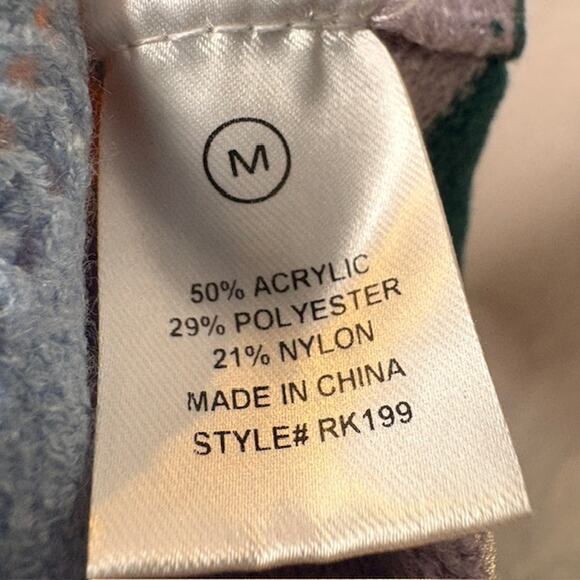 M
50% ACRYLIC
29% POLYESTER
21% NYLON
MADE IN CHINA
STYLE# RK199